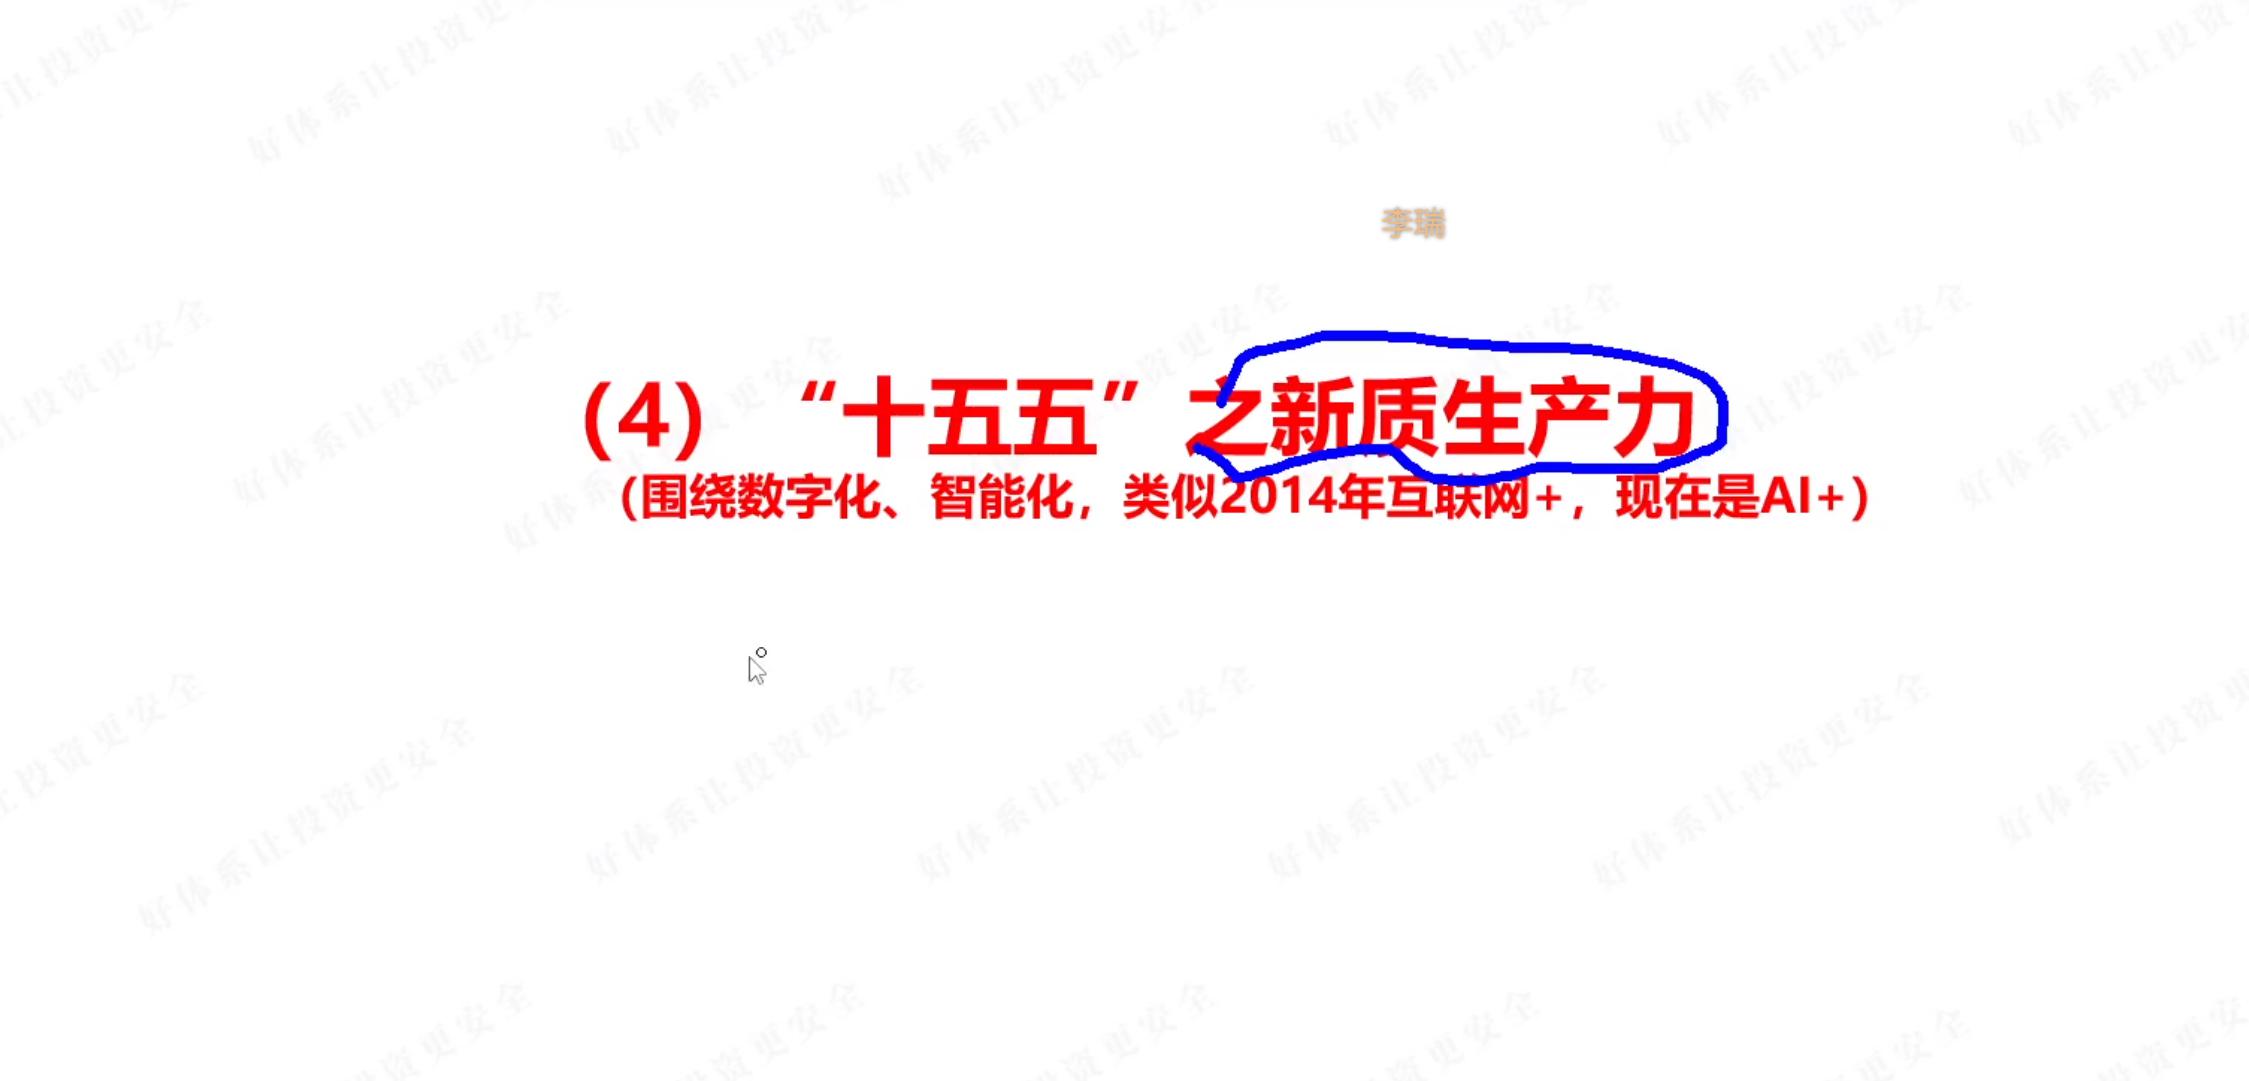 李瑞
（4） “十五五”之新质生产力
（围绕数字化、智能化，类似2014年互联网+，现在是AI+）
好体系让投资更安全